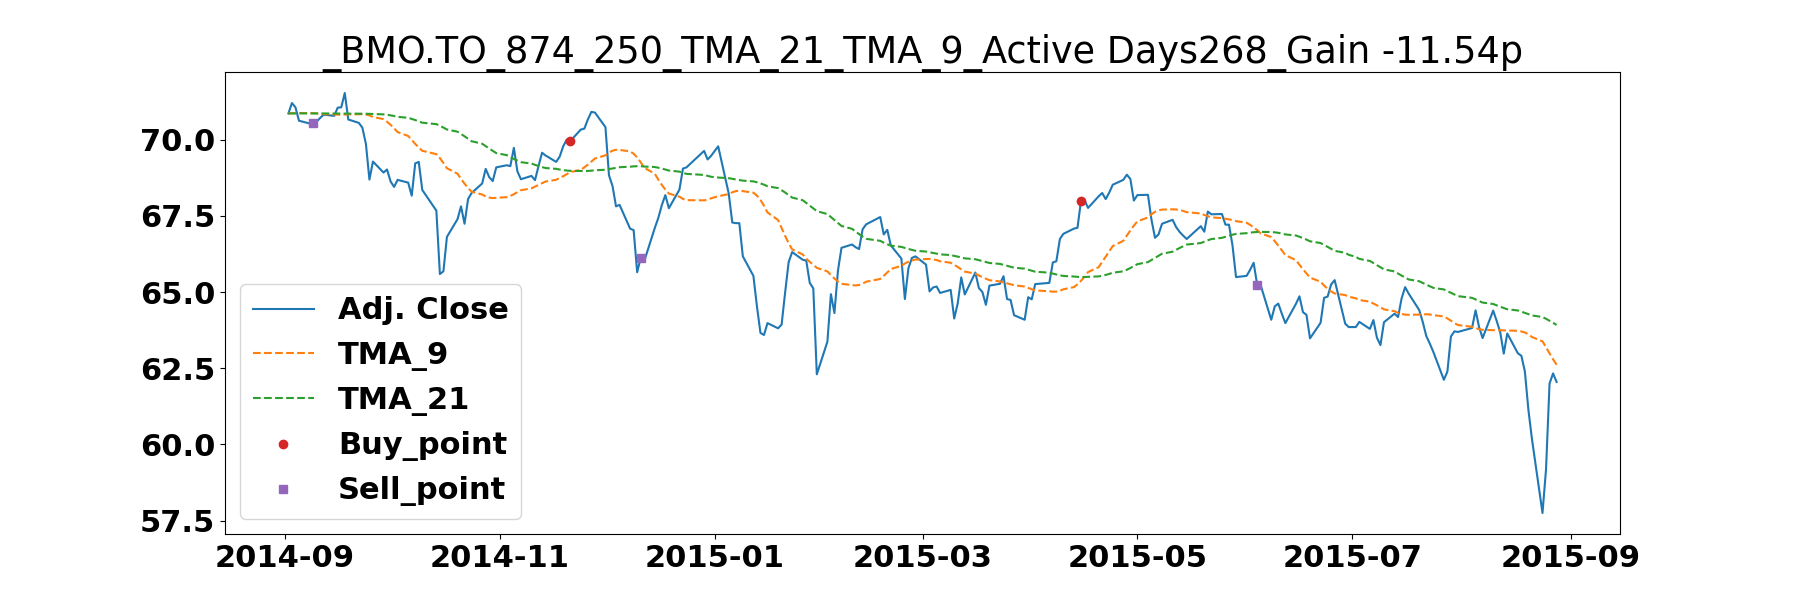 _BMO.TO_874_250_TMA_21_TMA_9_Active Days268_Gain -11.54p
70.0
67.5
65.0
62.5
60.0
57.5
Adj. Close
TMA_9
TMA_21
Buy_point
Sell_point
2014-09 2014-11 2015-01 2015-03 2015-05 2015-07 2015-09